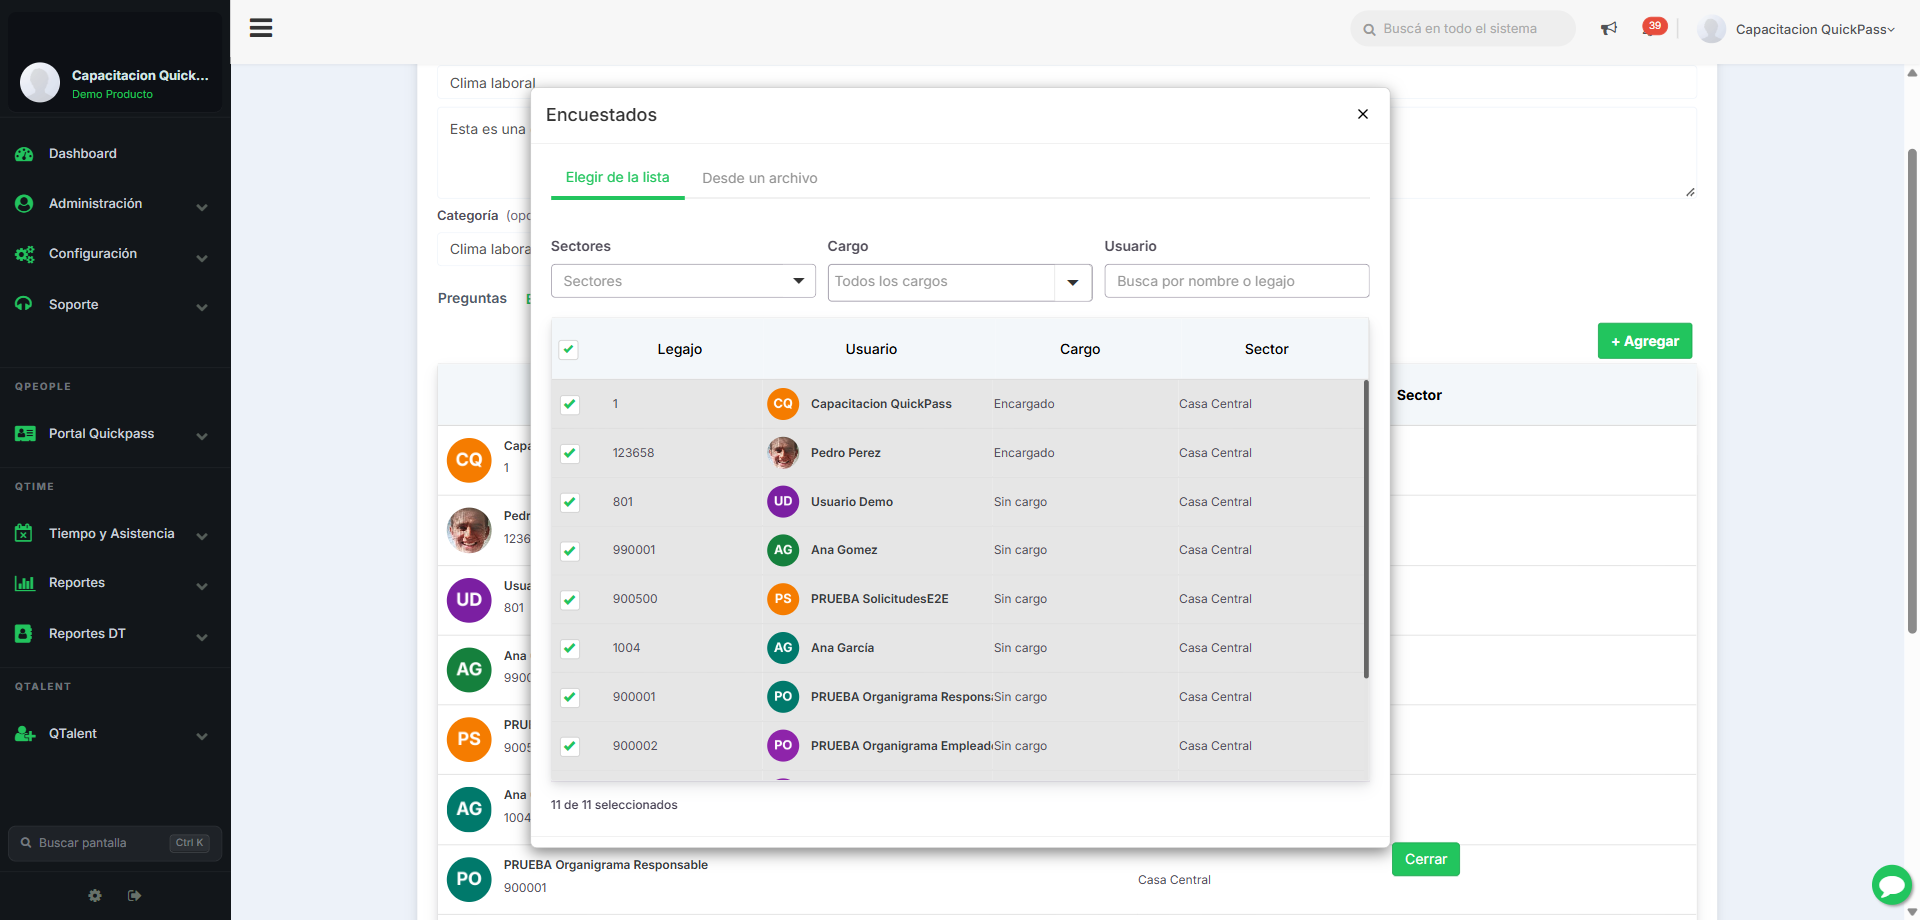 Capacitacion Quick...
Demo Producto
Dashboard
Administración
Configuración
Soporte
QPEOPLE
Portal Quickpass
QTIME
Tiempo y Asistencia
Reportes
Reportes DT
QTALENT
QTalent
Buscar pantalla
Ctrl K
Buscá en todo el sistema
39
Capacitacion QuickPass
Clima laboral
Esta es una
Categoría (opc
Clima labora
Preguntas
+ Agregar
Sector
CQ Capa
1
Pedr
1236
UD Usua
801
AG Ana
9900
PS PRUI
9005
AG Ana
1004
PO PRUEBA Organigrama Responsable
900001
Casa Central
Encuestados
Elegir de la lista
Desde un archivo
Sectores Cargo Usuario
Sectores Todos los cargos Busca por nombre o legajo
Legajo Usuario Cargo Sector
1 CQ Capacitacion QuickPass Encargado Casa Central
123658 Pedro Perez Encargado Casa Central
801 UD Usuario Demo Sin cargo Casa Central
990001 AG Ana Gomez Sin cargo Casa Central
900500 PS PRUEBA SolicitudesE2E Sin cargo Casa Central
1004 AG Ana García Sin cargo Casa Central
900001 PO PRUEBA Organigrama Respons Sin cargo Casa Central
900002 PO PRUEBA Organigrama Emplead Sin cargo Casa Central
11 de 11 seleccionados
Cerrar